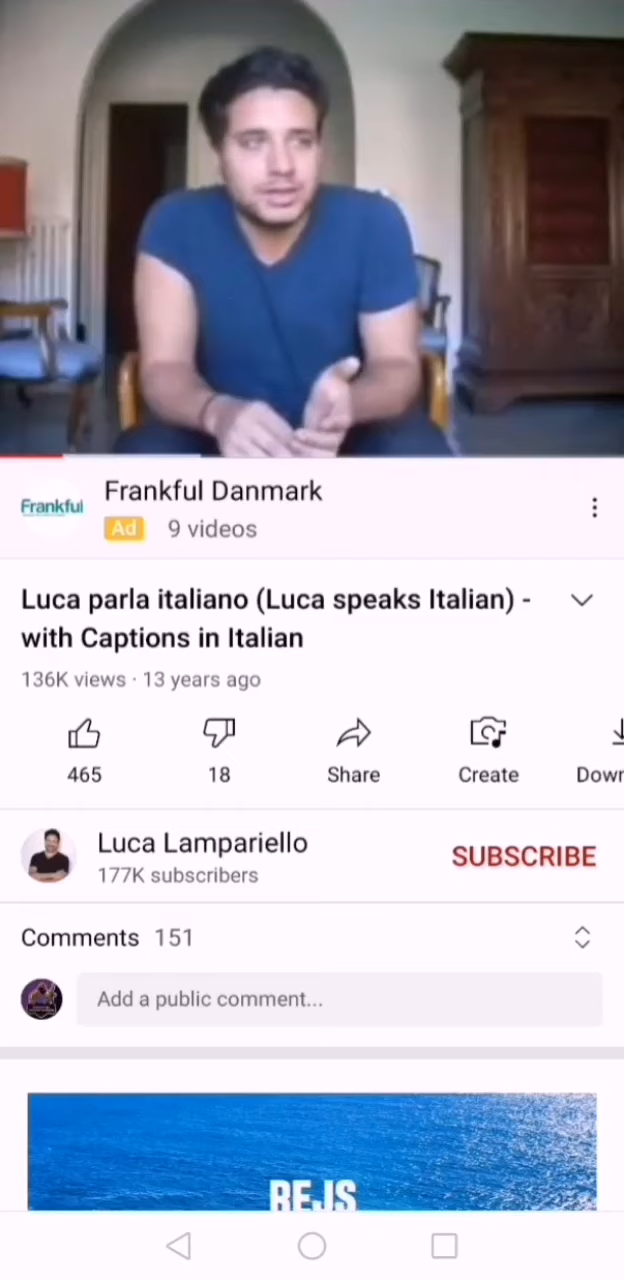 Frankful
Frankful Danmark
Ad 9 videos
Luca parla italiano (Luca speaks Italian) -
with Captions in Italian
136K views · 13 years ago
465
18
Share
Create
Down
Luca Lampariello
SUBSCRIBE
177K subscribers
Comments 151
Add a public comment...
REJS